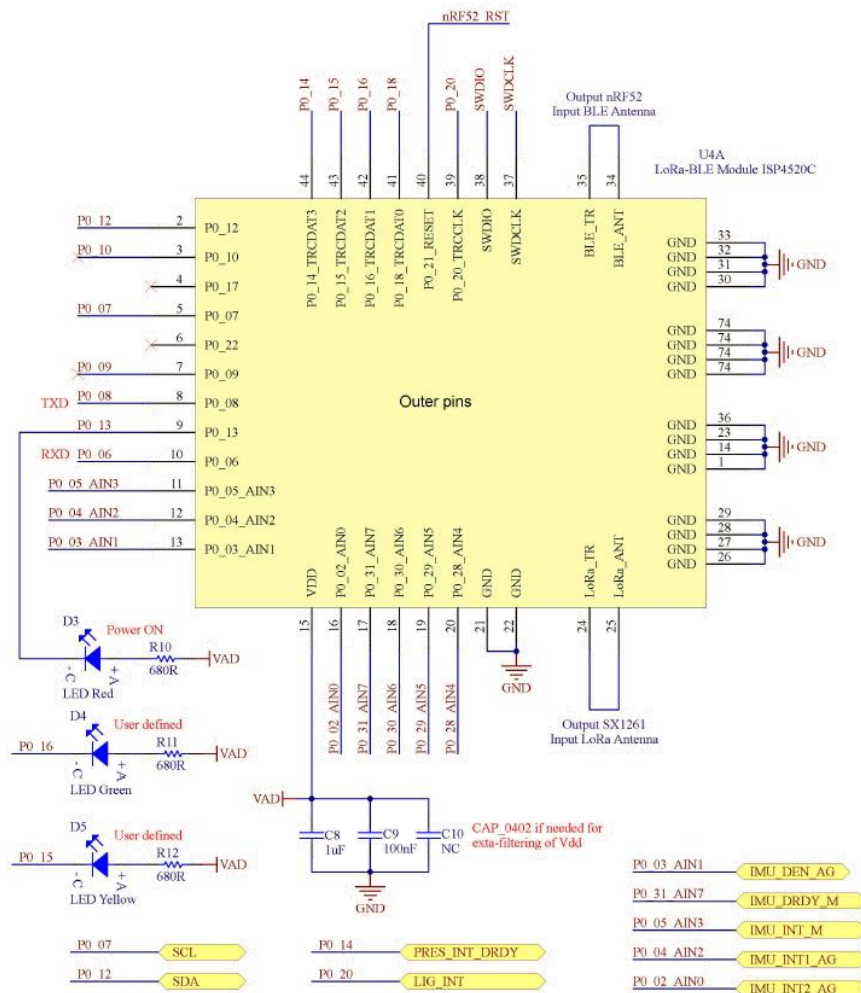 nRF52_RST
P0_14
P0_15
P0_16
P0_18
P0_20
SWDIO
SWDCLK
Output nRF52
Input BLE Antenna
U4A
LoRa-BLE Module ISP4520C
44
43
42
41
40
39
38
37
35
34
P0_14_TRCDAT3
P0_15_TRCDAT2
P0_16_TRCDAT1
P0_18_TRCDAT0
P0_21_RESET
P0_20_TRCCLK
SWDIO
SWDCLK
BLE_TR
BLE_ANT
P0_12 2 P0_12
P0_10 3 P0_10
4 P0_17
P0_07 5 P0_07
6 P0_22
P0_09 7 P0_09
TXD P0_08 8 P0_08
P0_13 9 P0_13
RXD P0_06 10 P0_06
P0_05_AIN3 11 P0_05_AIN3
P0_04_AIN2 12 P0_04_AIN2
P0_03_AIN1 13 P0_03_AIN1
Outer pins
GND 33
GND 32
GND 31
GND 30
GND
GND 74
GND 74
GND 74
GND 74
GND
GND 36
GND 23
GND 14
GND 1
GND
GND 29
GND 28
GND 27
GND 26
GND
VDD
P0_02_AIN0
P0_31_AIN7
P0_30_AIN6
P0_29_AIN5
P0_28_AIN4
GND
GND
LoRa_TR
LoRa_ANT
15
16
17
18
19
20
21
22
24
25
P0_02_AIN0
P0_31_AIN7
P0_30_AIN6
P0_29_AIN5
P0_28_AIN4
GND
Output SX1261
Input LoRa Antenna
D3
Power ON
R10
VAD
- C
+A
680R
LED Red
D4
User defined
P0_16
R11
VAD
- C
+A
680R
LED Green
D5
User defined
P0_15
R12
VAD
- C
+A
680R
LED Yellow
VAD
C8
1uF
C9
100nF
C10
NC
CAP_0402 if needed for
exta-filtering of Vdd
GND
P0_07 SCL
P0_12 SDA
P0_14 PRES_INT_DRDY
P0_20 LIG_INT
P0_03_AIN1 IMU_DEN_AG
P0_31_AIN7 IMU_DRDY_M
P0_05_AIN3 IMU_INT_M
P0_04_AIN2 IMU_INT1_AG
P0_02_AIN0 IMU_INT2_AG